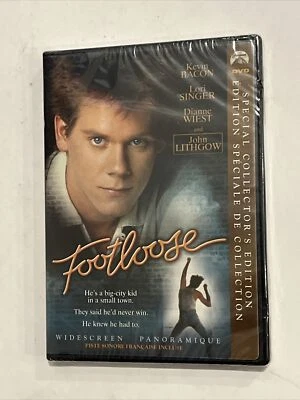 Kevin
BACON
Lori
SINGER
Dianne
WIEST
and
John
LITHGOW
Footloose
He's a big-city kid
in a small town.
They said he'd never win.
He knew he had to.
WIDESCREEN PANORAMIQUE
PISTE SONORE FRANÇAISE INCLUSE
DVD
SPECIAL COLLECTOR'S EDITION
EDITION SPÉCIALE DE COLLECTION